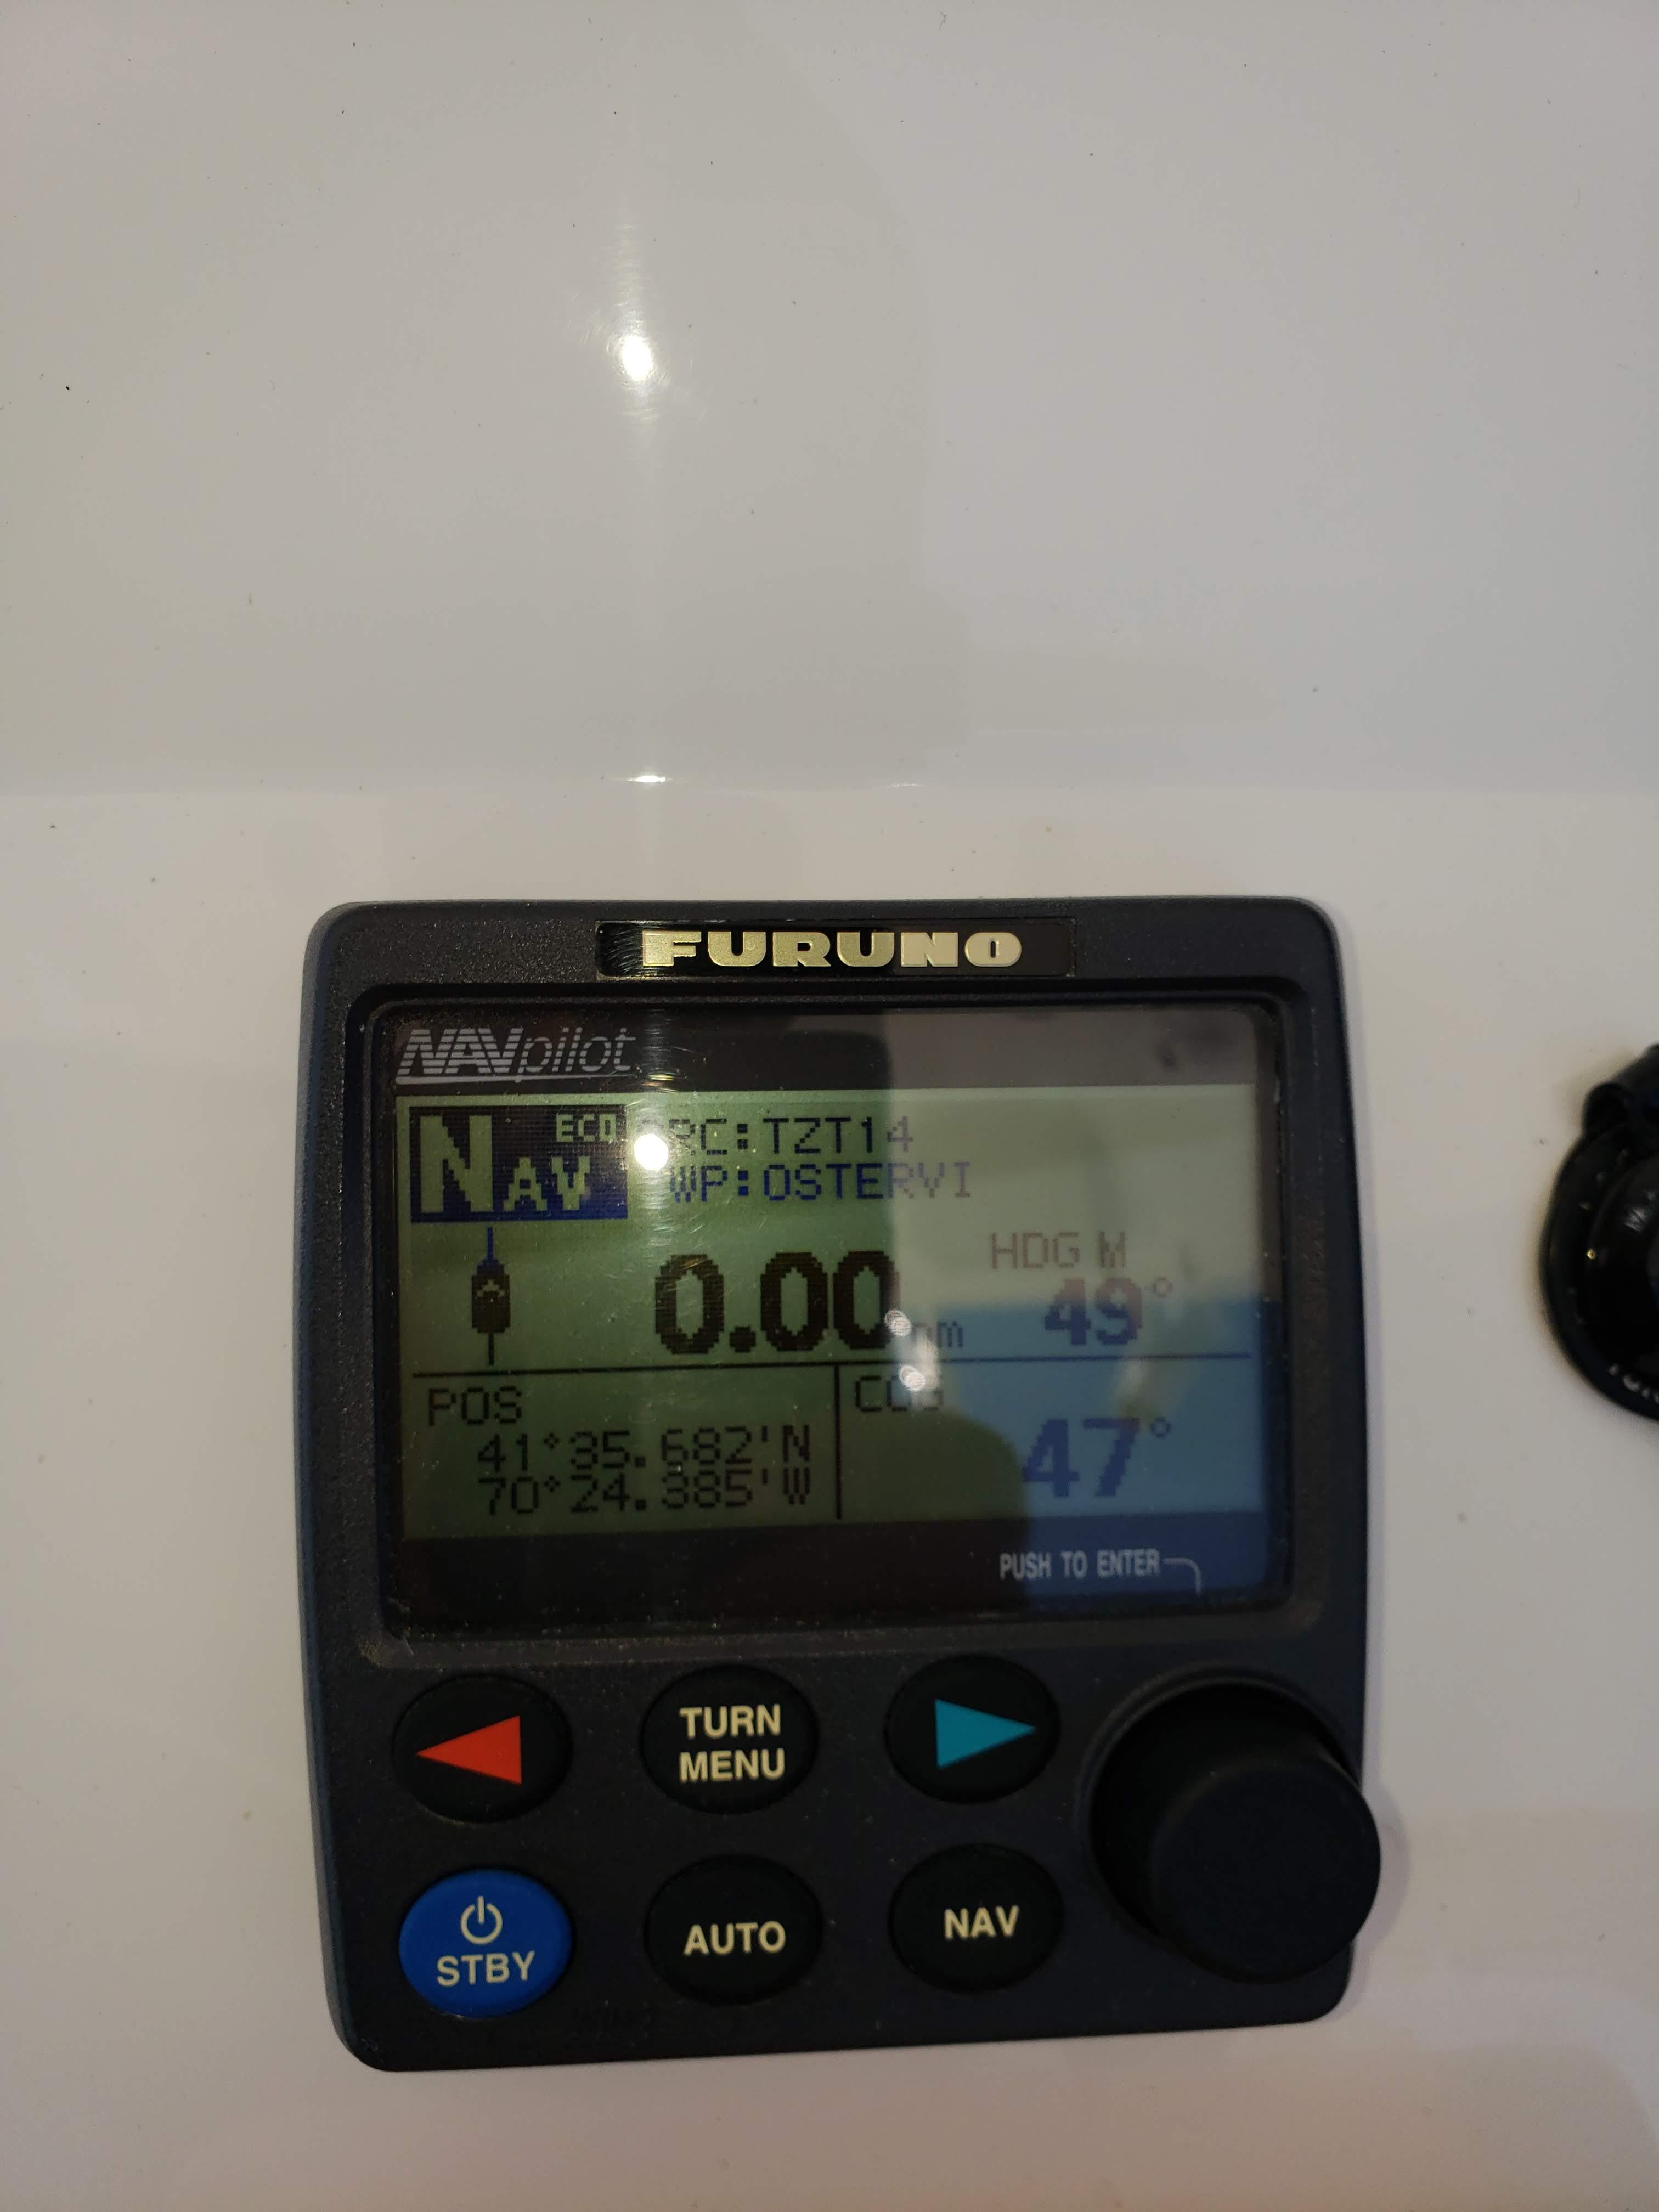 FURUNO
NAVpilot
NAV ECO
RC:TZT14
WP:OSTERVI
0.00 nm
HDG M
49°
POS
41°35.682'N
70°24.385'W
COG
47°
PUSH TO ENTER
TURN
MENU
STBY
AUTO
NAV